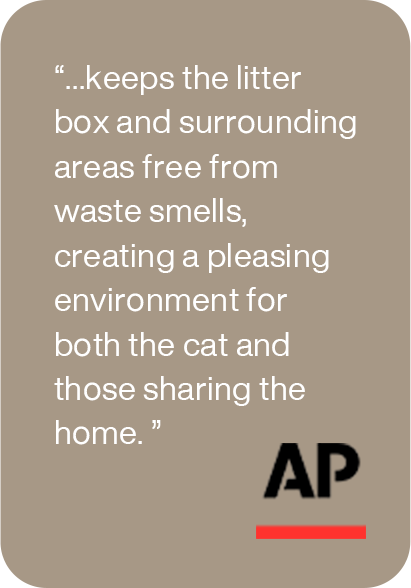 “...keeps the litter
box and surrounding
areas free from
waste smells,
creating a pleasing
environment for
both the cat and
those sharing the
home. ”
AP